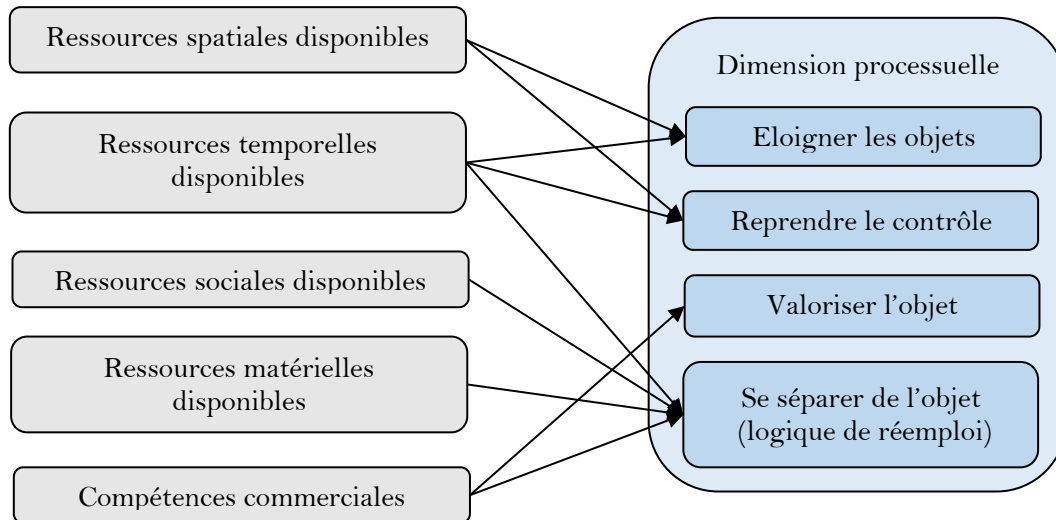 Ressources spatiales disponibles
Ressources temporelles
disponibles
Ressources sociales disponibles
Ressources matérielles
disponibles
Compétences commerciales
Dimension processuelle
Eloigner les objets
Reprendre le contrôle
Valoriser l’objet
Se séparer de l’objet
(logique de réemploi)